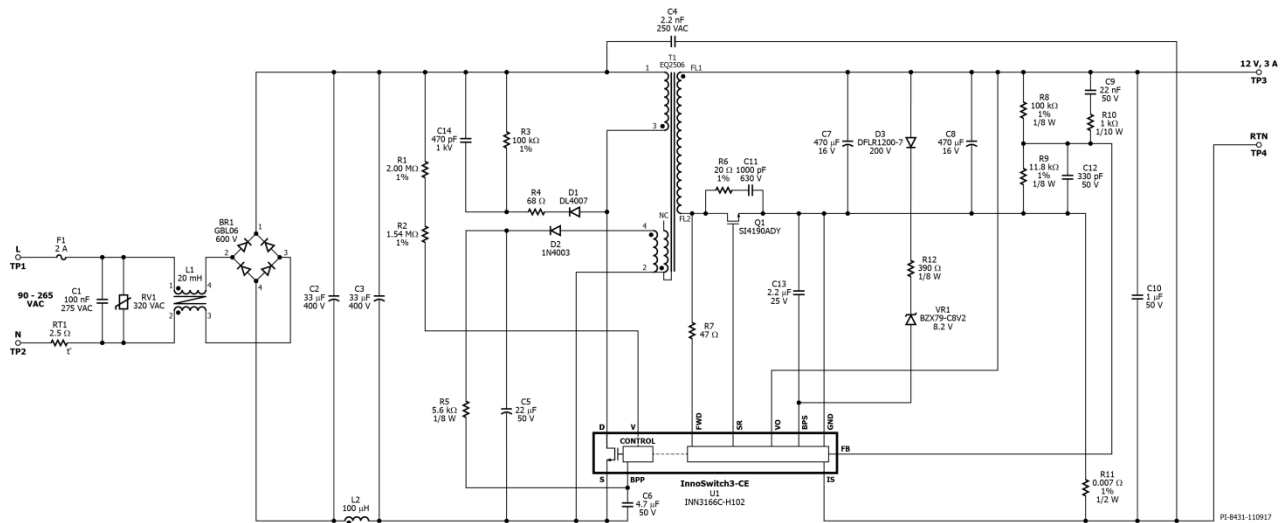 C4
2.2 nF
250 VAC
T1
EQ2506
1
FL1
3
FL2
NC
4
2
12 V, 3 A
TP3
RTN
TP4
C14
470 pF
1 kV
R3
100 kΩ
1%
R1
2.00 MΩ
1%
R2
1.54 MΩ
1%
R4
68 Ω
D1
DL4007
D2
1N4003
R6
20 Ω
1%
C11
1000 pF
630 V
Q1
SI4190ADY
C7
470 μF
16 V
D3
DFLR1200-7
200 V
C8
470 μF
16 V
R8
100 kΩ
1%
1/8 W
C9
22 nF
50 V
R10
1 kΩ
1/10 W
R9
11.8 kΩ
1%
1/8 W
C12
330 pF
50 V
BR1
GBL06
600 V
1
2
3
4
F1
2 A
L
TP1
90 - 265
VAC
N
TP2
RT1
2.5 Ω
t°
C1
100 nF
275 VAC
RV1
320 VAC
L1
20 mH
1
4
2
3
C2
33 μF
400 V
C3
33 μF
400 V
R12
390 Ω
1/8 W
C13
2.2 μF
25 V
VR1
BZX79-C8V2
8.2 V
C10
1 μF
50 V
R7
47 Ω
R5
5.6 kΩ
1/8 W
C5
22 μF
50 V
D
V
FWD
SR
VO
BPS
GND
CONTROL
FB
S
BPP
IS
InnoSwitch3-CE
U1
INN3166C-H102
C6
4.7 μF
50 V
L2
100 μH
R11
0.007 Ω
1%
1/2 W
PI-8431-110917